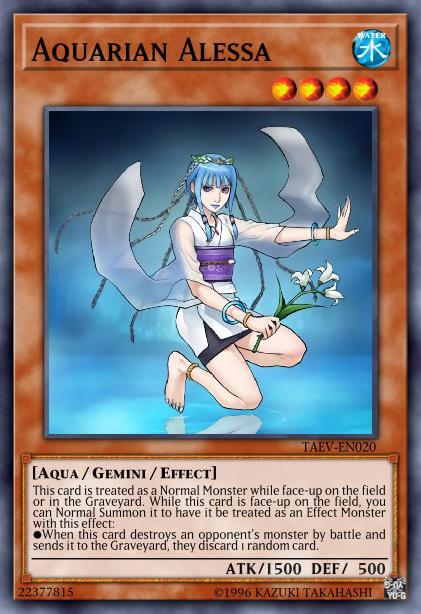 AQUARIAN ALESSA
WATER
水
TAEV-EN020
[AQUA / GEMINI / EFFECT]
This card is treated as a Normal Monster while face-up on the field
or in the Graveyard. While this card is face-up on the field, you
can Normal Summon it to have it be treated as an Effect Monster
with this effect:
●When this card destroys an opponent's monster by battle and
sends it to the Graveyard, they discard 1 random card.
ATK/1500 DEF/ 500
22377815
©1996 KAZUKI TAKAHASHI